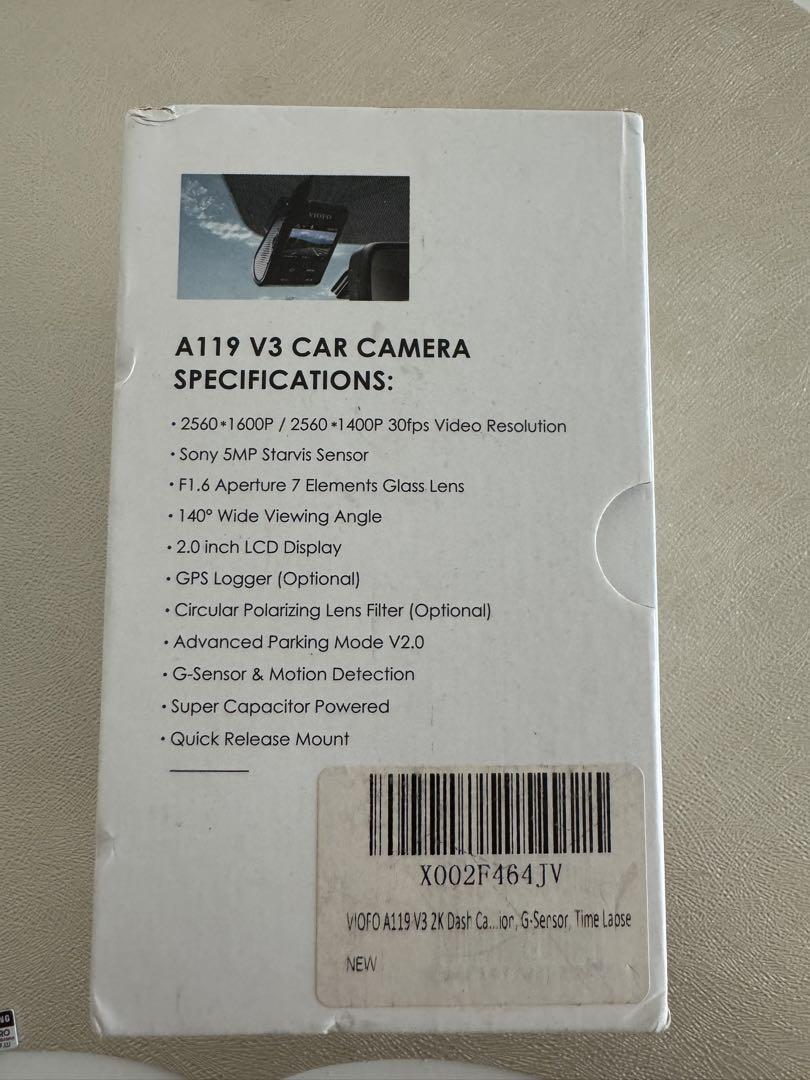 VIOFO
A119 V3 CAR CAMERA
SPECIFICATIONS:
• 2560*1600P / 2560*1400P 30fps Video Resolution
• Sony 5MP Starvis Sensor
• F1.6 Aperture 7 Elements Glass Lens
• 140° Wide Viewing Angle
• 2.0 inch LCD Display
• GPS Logger (Optional)
• Circular Polarizing Lens Filter (Optional)
• Advanced Parking Mode V2.0
• G-Sensor & Motion Detection
• Super Capacitor Powered
• Quick Release Mount
X002F464JV
VIOFO A119 V3 2K Dash Ca...ion, G-Sensor, Time Lapse
NEW